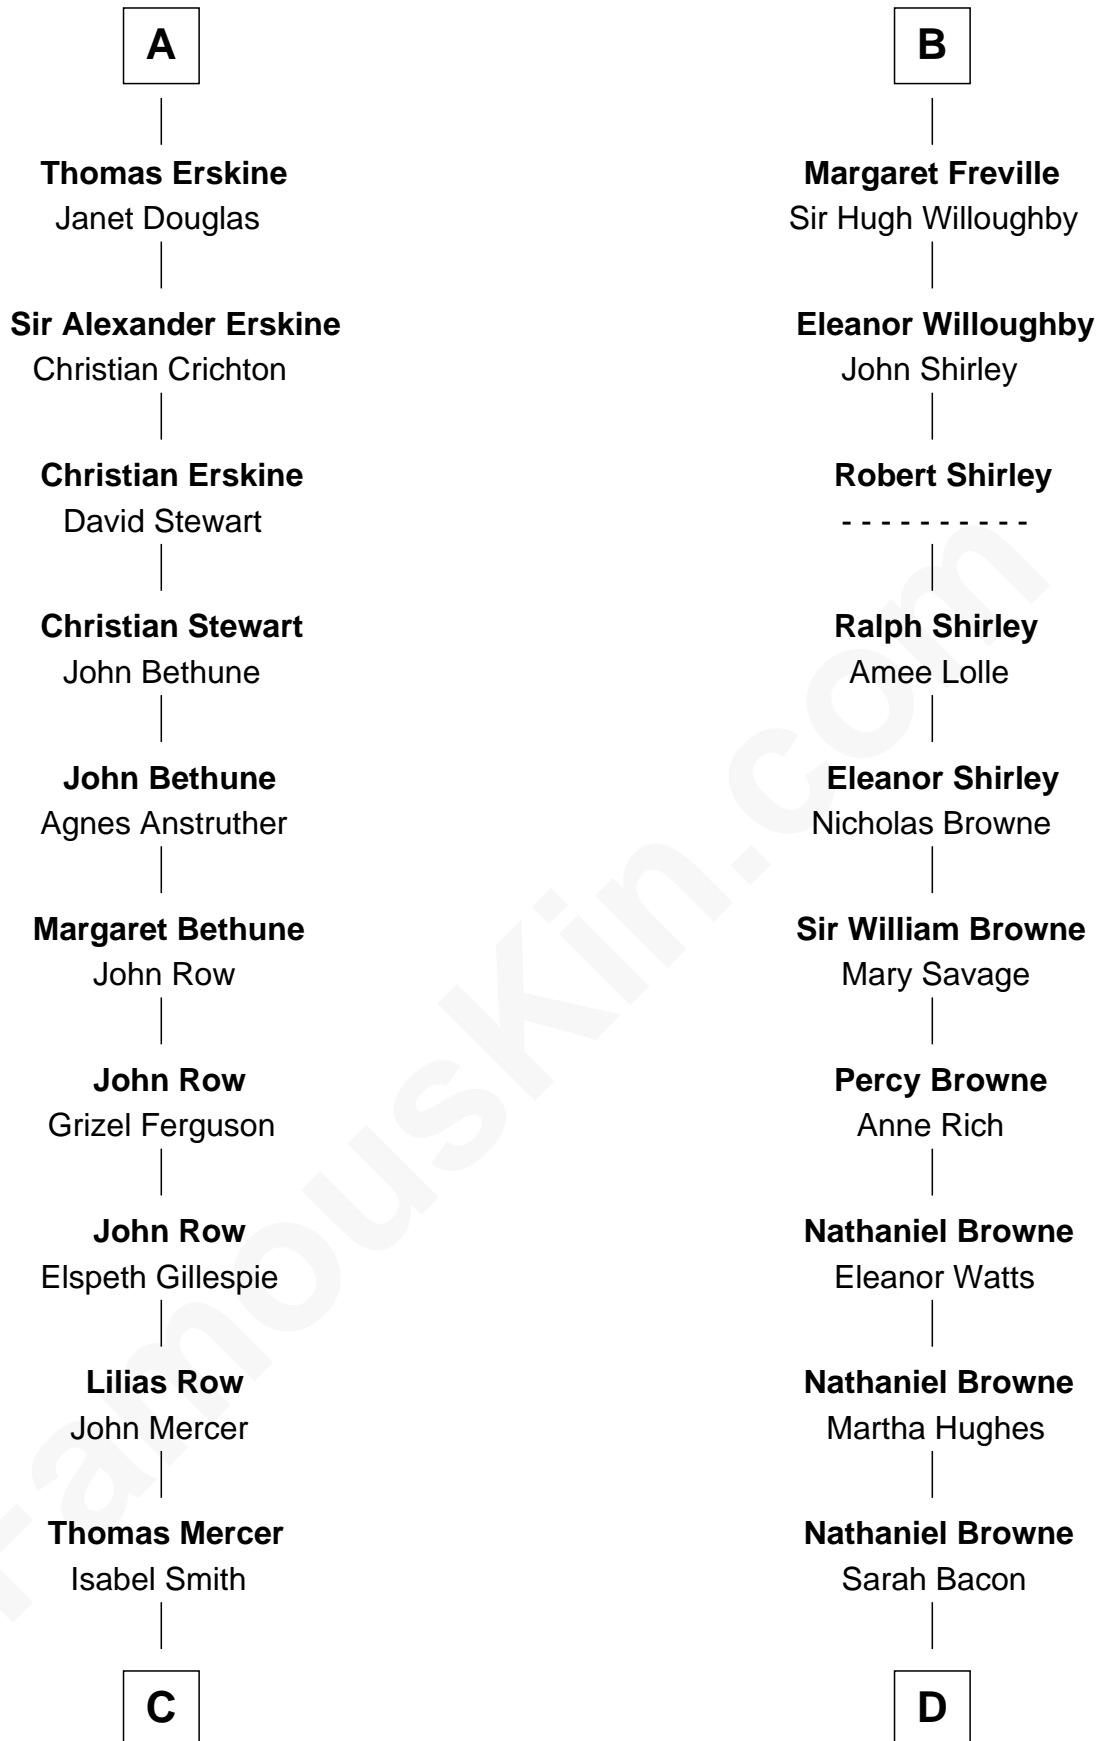 A
Thomas Erskine
Janet Douglas
Sir Alexander Erskine
Christian Crichton
Christian Erskine
David Stewart
Christian Stewart
John Bethune
John Bethune
Agnes Anstruther
Margaret Bethune
John Row
John Row
Grizel Ferguson
John Row
Elspeth Gillespie
Lilias Row
John Mercer
Thomas Mercer
Isabel Smith
C
B
Margaret Freville
Sir Hugh Willoughby
Eleanor Willoughby
John Shirley
Robert Shirley
- - - - - - - - - -
Ralph Shirley
Amee Lolle
Eleanor Shirley
Nicholas Browne
Sir William Browne
Mary Savage
Percy Browne
Anne Rich
Nathaniel Browne
Eleanor Watts
Nathaniel Browne
Martha Hughes
Nathaniel Browne
Sarah Bacon
D
FamousKin.com